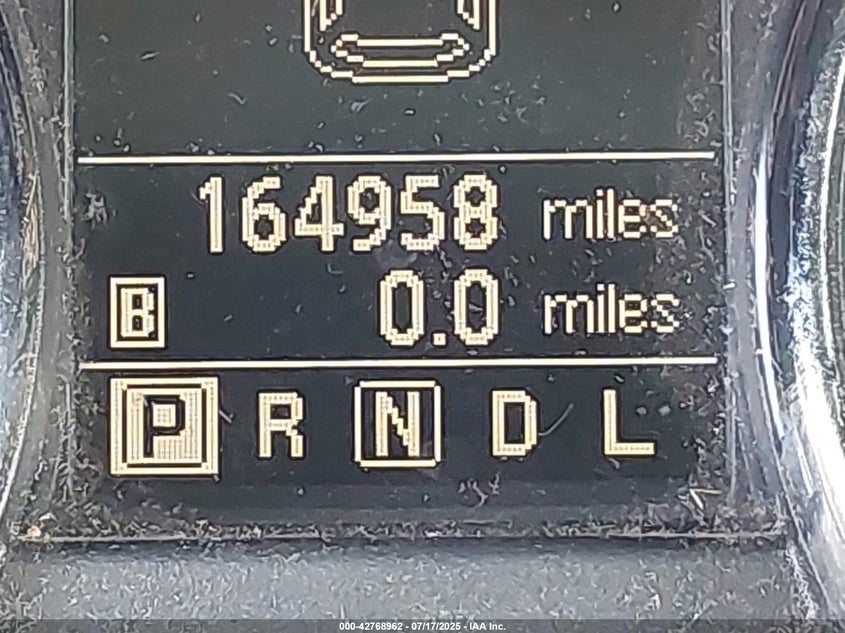 164958 miles
B 0.0 miles
P R N D L
000-42768962 - 07/17/2025 - IAA Inc.